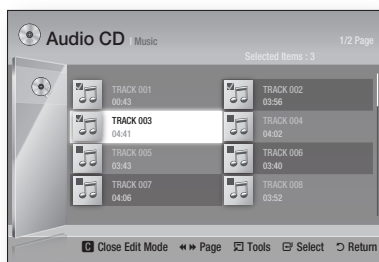 Audio CD | Music
1/2 Page
Selected Items : 3
TRACK 001
00:43
TRACK 002
03:56
TRACK 003
04:41
TRACK 004
04:02
TRACK 005
03:43
TRACK 006
03:40
TRACK 007
04:06
TRACK 008
03:52
C Close Edit Mode Page Tools Select Return